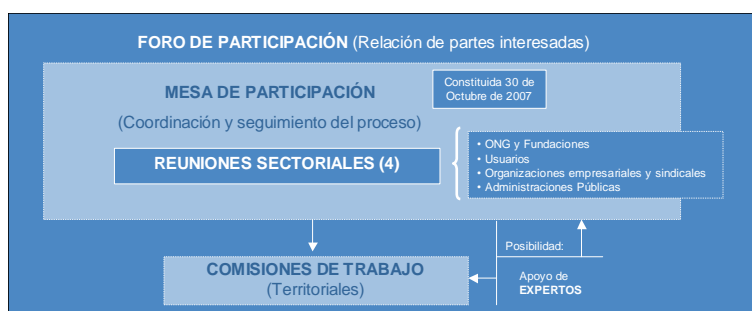 FORO DE PARTICIPACIÓN (Relación de partes interesadas)
MESA DE PARTICIPACIÓN
(Coordinación y seguimiento del proceso)
Constituida 30 de
Octubre de 2007
REUNIONES SECTORIALES (4)
• ONG y Fundaciones
• Usuarios
• Organizaciones empresariales y sindicales
• Administraciones Públicas
COMISIONES DE TRABAJO
(Territoriales)
Posibilidad:
Apoyo de
EXPERTOS